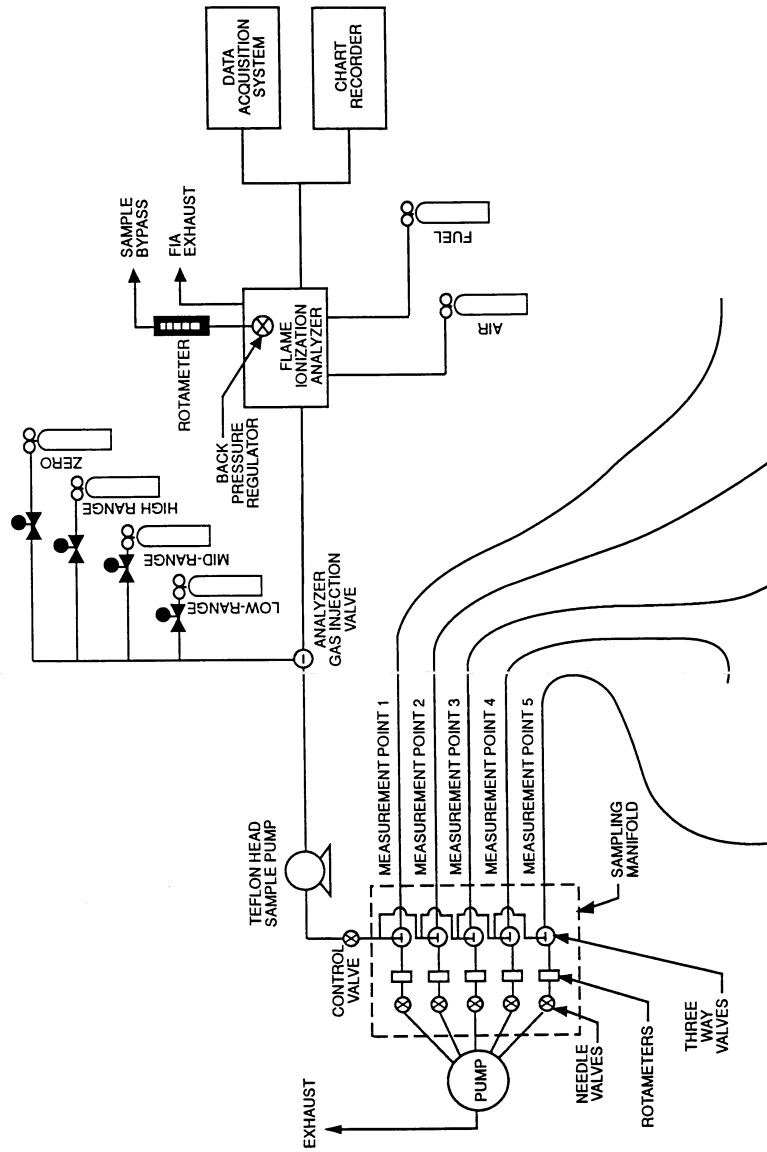 DATA
ACQUISITION
SYSTEM
CHART
RECORDER
SAMPLE
BYPASS
FIA
EXHAUST
ROTAMETER
BACK
PRESSURE
REGULATOR
FLAME
IONIZATION
ANALYZER
FUEL
AIR
ZERO
HIGH RANGE
MID-RANGE
LOW-RANGE
ANALYZER
GAS INJECTION
VALVE
TEFLON HEAD
SAMPLE PUMP
CONTROL
VALVE
MEASUREMENT POINT 1
MEASUREMENT POINT 2
MEASUREMENT POINT 3
MEASUREMENT POINT 4
MEASUREMENT POINT 5
SAMPLING
MANIFOLD
EXHAUST
PUMP
NEEDLE
VALVES
ROTAMETERS
THREE
WAY
VALVES